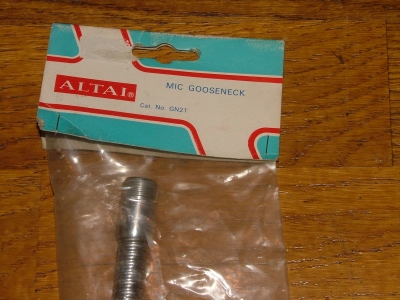 ALTAI®
MIC GOOSENECK
Cat. No. GN21